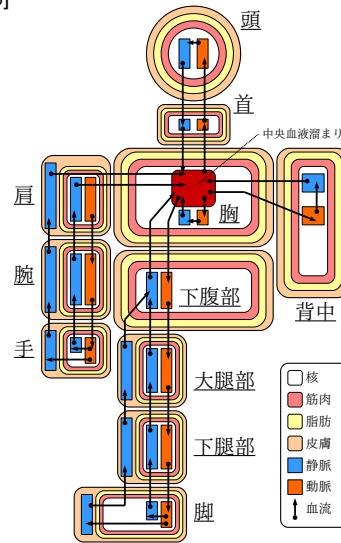 頭
首
中央血液溜まり
肩
胸
腕
下腹部
背中
手
大腿部
下腿部
脚
核
筋肉
脂肪
皮膚
静脈
動脈
血流